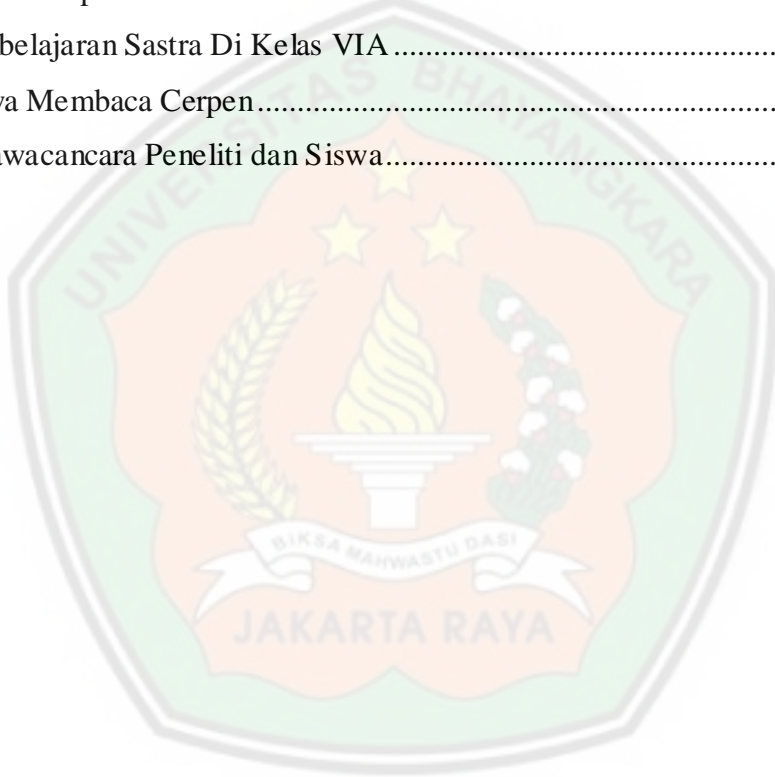 belajaran Sastra Di Kelas VIA
va Membaca Cerpen
awacancara Peneliti dan Siswa
UNIVERSITAS BHAYANGKARA
BIKSA MAHWASTU DASI
JAKARTA RAYA